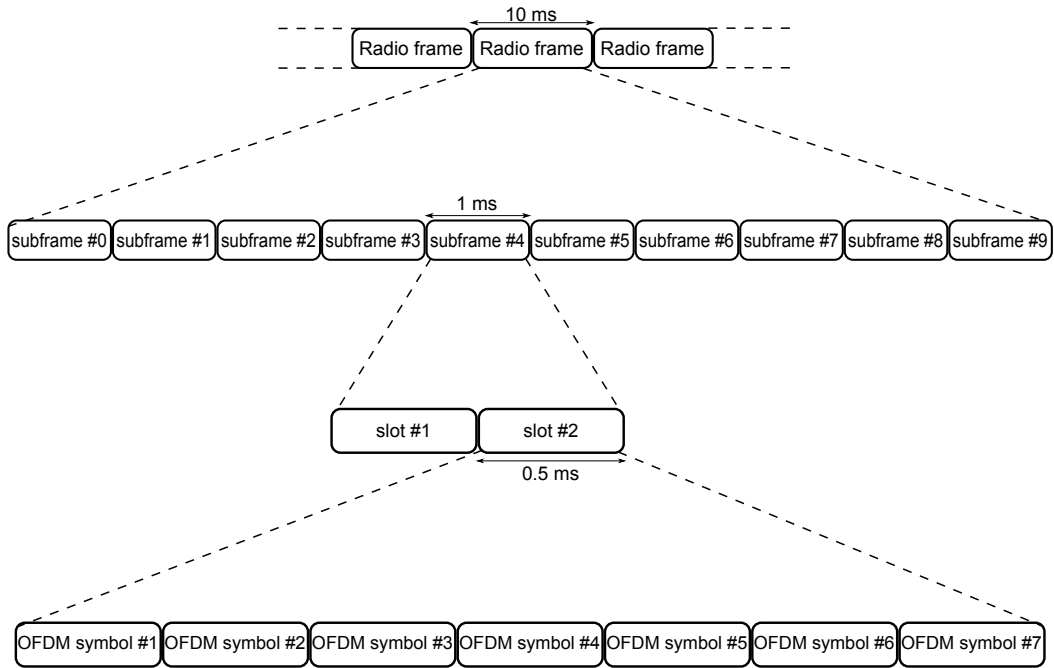 10 ms
Radio frame Radio frame Radio frame
1 ms
subframe #0 subframe #1 subframe #2 subframe #3 subframe #4 subframe #5 subframe #6 subframe #7 subframe #8 subframe #9
slot #1 slot #2
0.5 ms
OFDM symbol #1 OFDM symbol #2 OFDM symbol #3 OFDM symbol #4 OFDM symbol #5 OFDM symbol #6 OFDM symbol #7